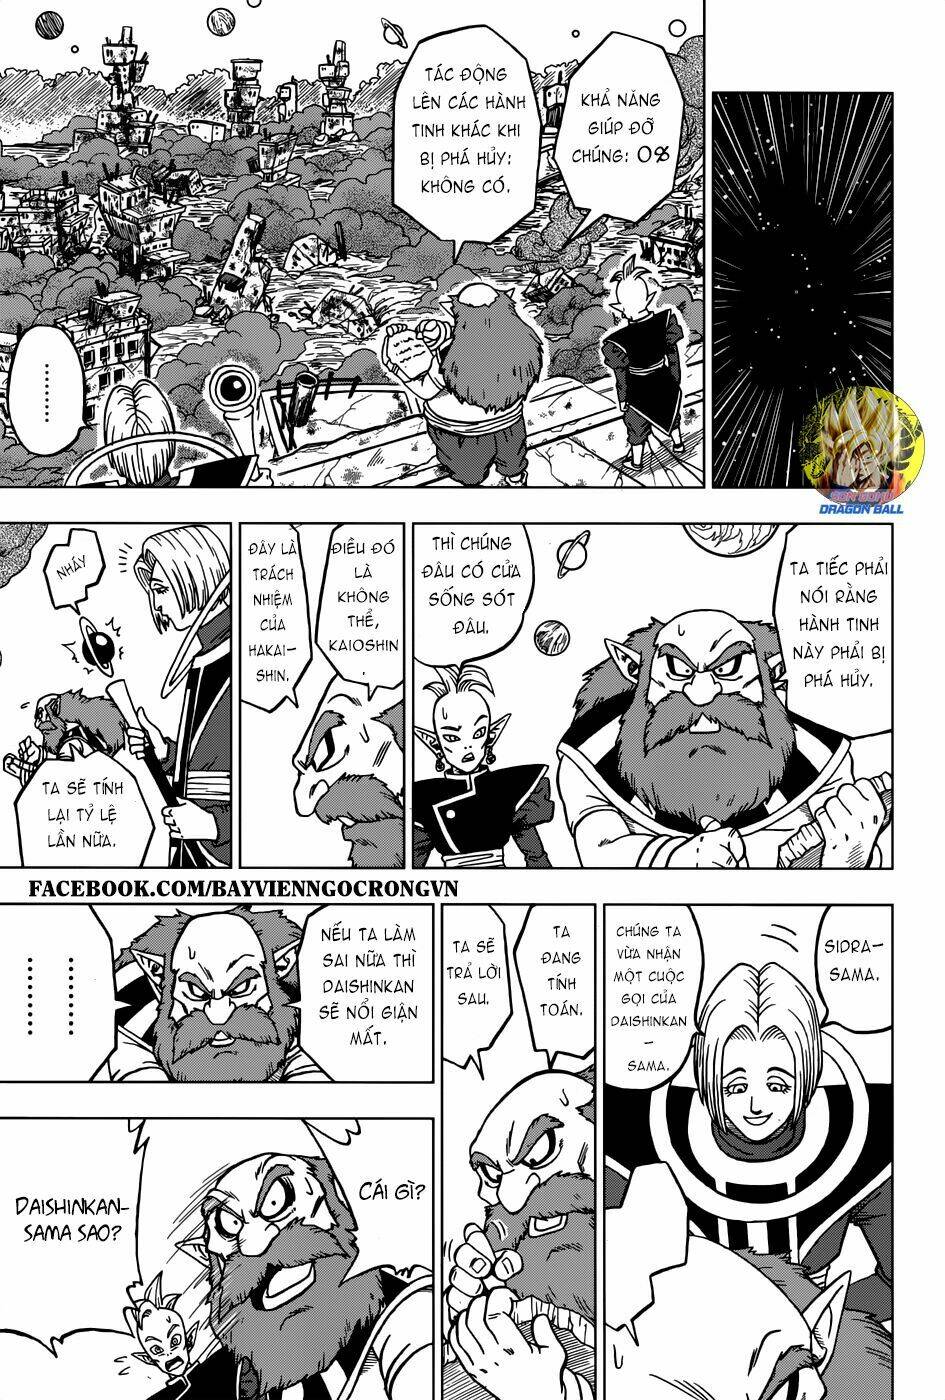 KHẢ NĂNG
GIÚP ĐỠ
CHÚNG: 0%
TÁC ĐỘNG
LÊN CÁC HÀNH
TINH KHÁC KHI
BỊ PHÁ HỦY:
KHÔNG CÓ.
.......
SON GOKU
DRAGON BALL
TA TIẾC PHẢI
NÓI RẰNG
HÀNH TINH
NÀY PHẢI BỊ
PHÁ HỦY.
THÌ CHÚNG
ĐÂU CÓ CỬA
SỐNG SÓT
ĐÂU.
ĐIỀU ĐÓ
LÀ
KHÔNG
THỂ,
KAIOSHIN
.
ĐÂY LÀ
TRÁCH
NHIỆM
CỦA
HAKAI-
SHIN.
NHÁY
TA SẼ TÍNH
LẠI TỶ LỆ
LẦN NỮA.
FACEBOOK.COM/BAYVIENNGOCRONGVN
SIDRA-
SAMA.
CHÚNG TA
VỪA NHẬN
MỘT CUỘC
GỌI CỦA
DAISHINKAN
-
SAMA.
TA
ĐANG
TÍNH
TOÁN.
TA SẼ
TRẢ LỜI
SAU.
NẾU TA LÀM
SAI NỮA THÌ
DAISHINKAN
SẼ NỔI GIẬN
MẤT.
.......
.......
CÁI GÌ?
DAISHINKAN-
SAMA SAO?